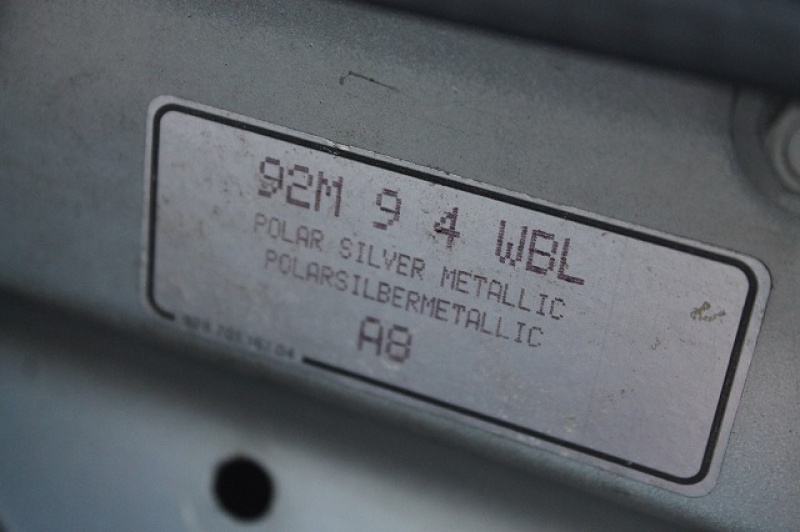 92M 9 4 WBL
POLAR SILVER METALLIC
POLARSILBERMETALLIC
A8